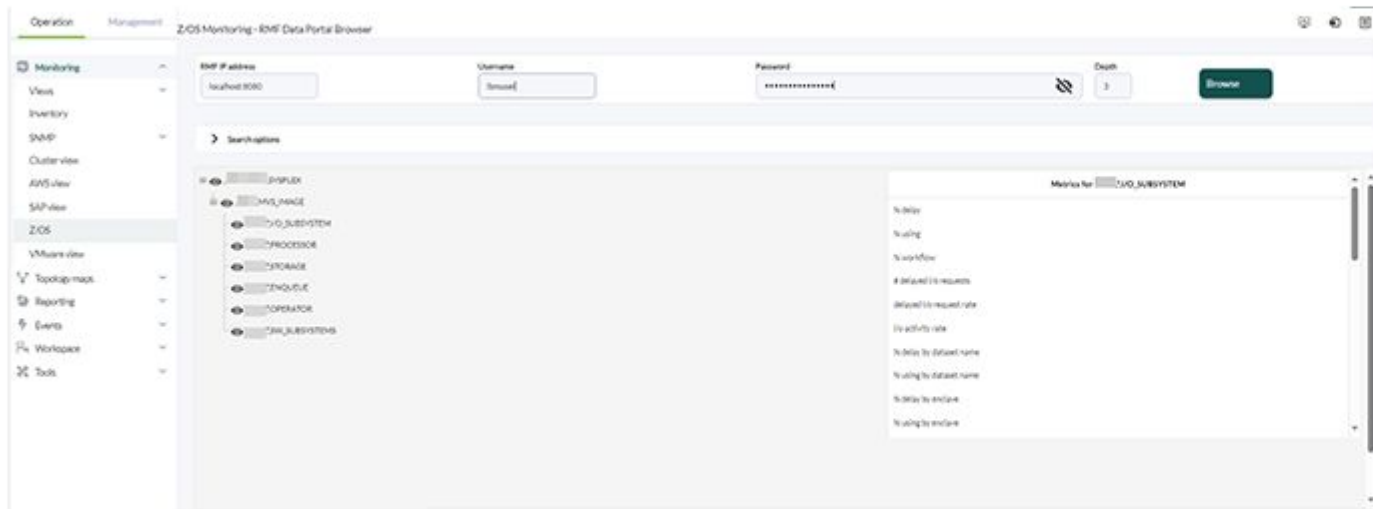 Operation Management
Z/OS Monitoring - RMF Data Portal Browser
Monitoring
Views
Inventory
SNMP
Cluster view
AWS view
SAP view
Z/OS
VMware view
Topology maps
Reporting
Events
Workspace
Tools
RMF IP address Username Password Depth
localhost:8080 3 Browse
Search options
SYSPLEX
MVS_IMAGE
I/O_SUBSYSTEM
PROCESSOR
STORAGE
ENQUEUE
OPERATOR
SW_SUBSYSTEMS
Metrics for I/O_SUBSYSTEM
% delay
% using
% workflow
# delayed i/o requests
delayed i/o request rate
i/o activity rate
% delay by dataset name
% using by dataset name
% delay by enclave
% using by enclave